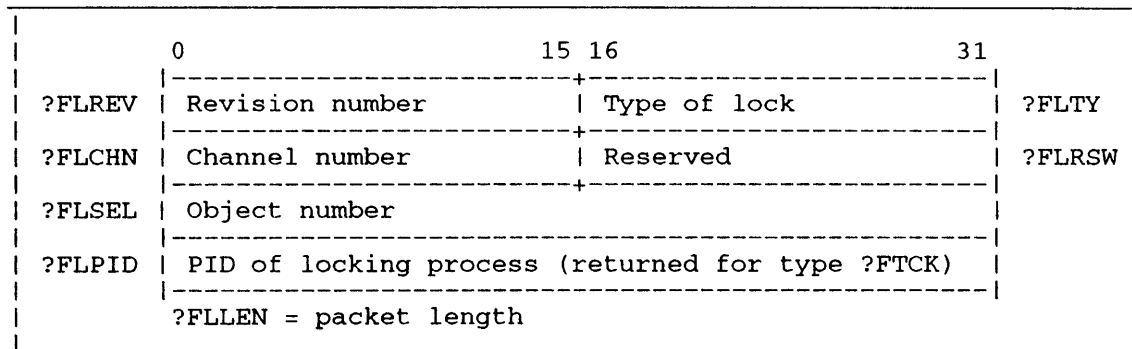 0 15 16 31
?FLREV Revision number Type of lock ?FLTY
?FLCHN Channel number Reserved ?FLRSW
?FLSEL Object number
?FLPID PID of locking process (returned for type ?FTCK)
?FLLEN = packet length